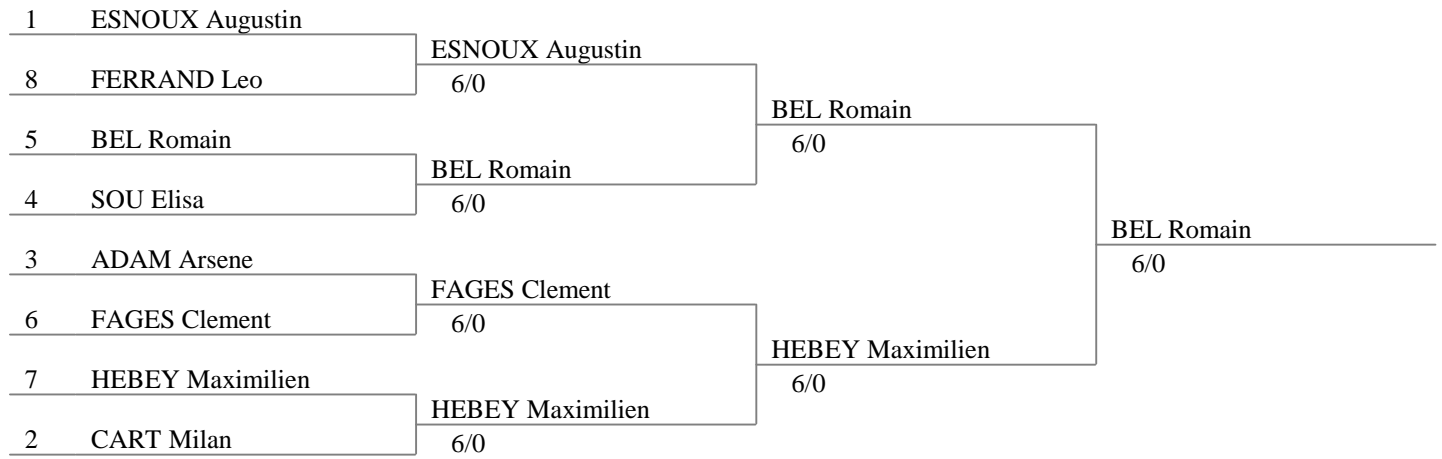 1 ESNOUX Augustin
ESNOUX Augustin
8 FERRAND Leo
6/0
BEL Romain
5 BEL Romain
6/0
BEL Romain
4 SOU Elisa
6/0
BEL Romain
3 ADAM Arsene
6/0
FAGES Clement
6 FAGES Clement
6/0
HEBEY Maximilien
7 HEBEY Maximilien
6/0
HEBEY Maximilien
2 CART Milan
6/0